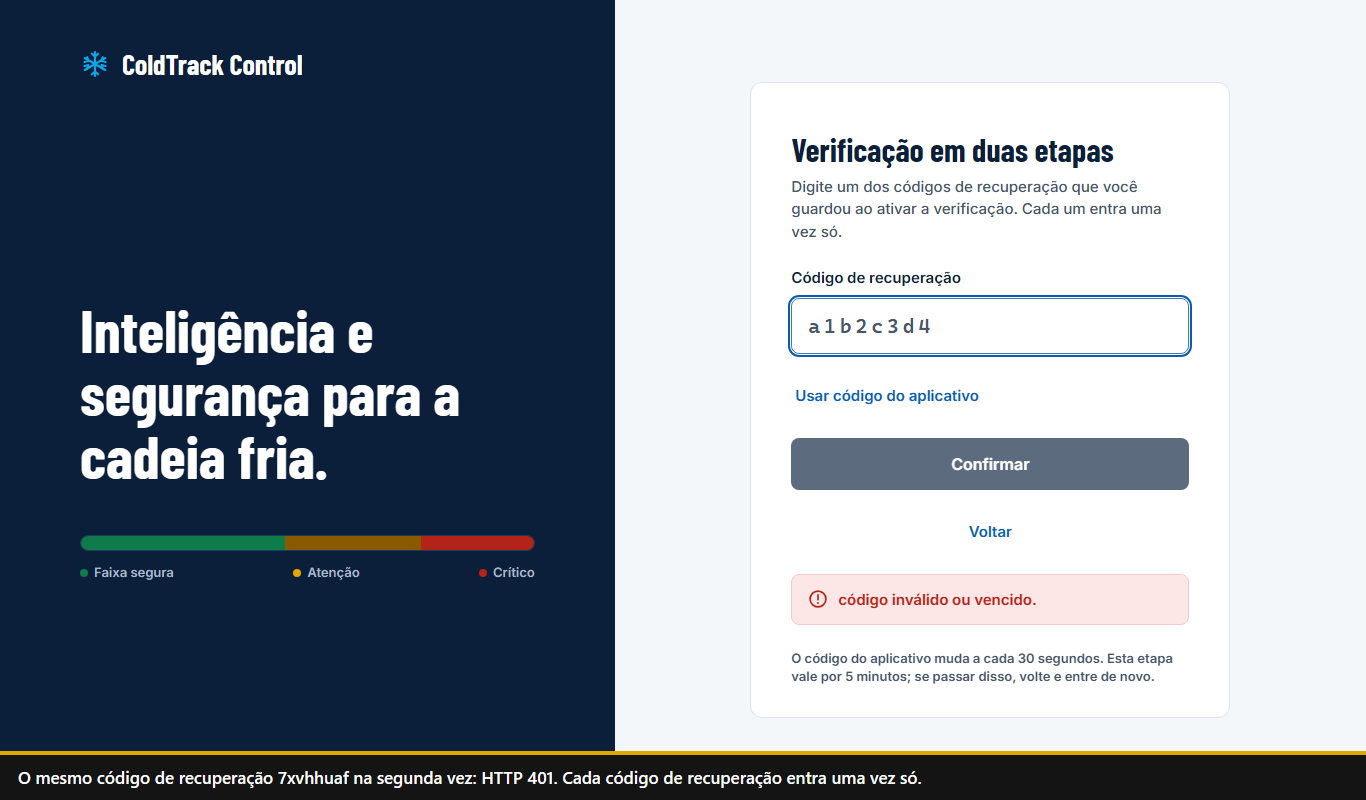 ColdTrack Control
Inteligência e
segurança para a
cadeia fria.
Faixa segura
Atenção
Crítico
Verificação em duas etapas
Digite um dos códigos de recuperação que você
guardou ao ativar a verificação. Cada um entra uma
vez só.
Código de recuperação
a1b2c3d4
Usar código do aplicativo
Confirmar
Voltar
código inválido ou vencido.
O código do aplicativo muda a cada 30 segundos. Esta etapa
vale por 5 minutos; se passar disso, volte e entre de novo.
O mesmo código de recuperação 7xvhhuaf na segunda vez: HTTP 401. Cada código de recuperação entra uma vez só.